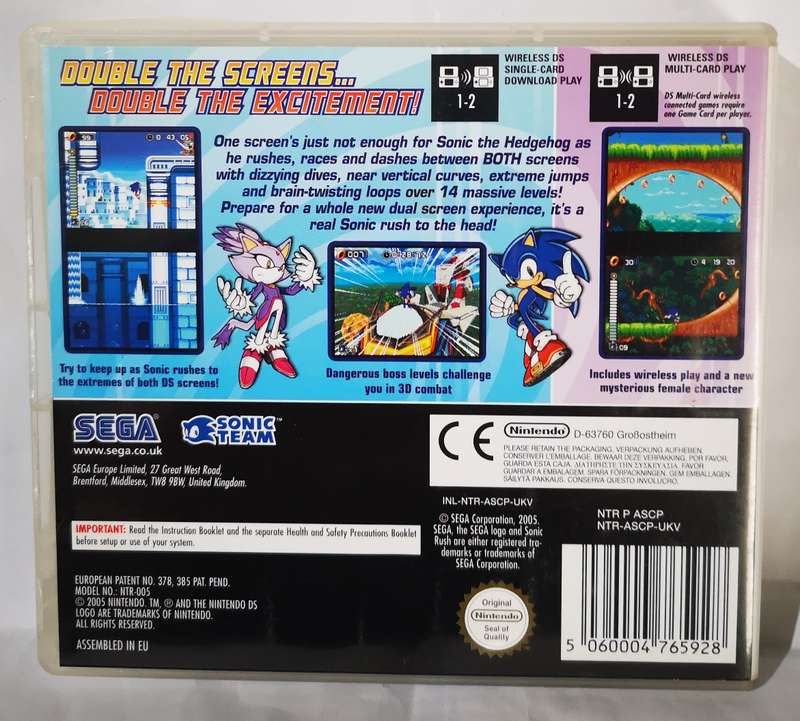 DOUBLE THE SCREENS...
DOUBLE THE EXCITEMENT!
WIRELESS DS
SINGLE-CARD
DOWNLOAD PLAY
1-2
WIRELESS DS
MULTI-CARD PLAY
1-2
DS Multi-Card wireless
connected games require
one Game Card per player.
One screen's just not enough for Sonic the Hedgehog as
he rushes, races and dashes between BOTH screens
with dizzying dives, near vertical curves, extreme jumps
and brain-twisting loops over 14 massive levels!
Prepare for a whole new dual screen experience, it's a
real Sonic rush to the head!
99
0 43 05
007
30
4 19 20
09
Try to keep up as Sonic rushes to
the extremes of both DS screens!
Dangerous boss levels challenge
you in 3D combat
Includes wireless play and a new
mysterious female character
SEGA
www.sega.co.uk
SONIC
TEAM™
SEGA Europe Limited, 27 Great West Road,
Brentford, Middlesex, TW8 9BW, United Kingdom.
CE
Nintendo® D-63760 Großostheim
PLEASE RETAIN THE PACKAGING. VERPACKUNG AUFHEBEN.
CONSERVER L'EMBALLAGE. BEWAAR DEZE VERPAKKING. POR FAVOR,
GUARDA ESTA CAJA. ΔΙΑΤΗΡΗΣΤΕ ΤΗΝ ΣΥΣΚΕΥΑΣΙΑ. FAVOR
GUARDAR A EMBALAGEM. SPARA FÖRPACKNINGEN. GEM EMBALLAGEN.
SÄILYTÄ PAKKAUS. CONSERVA QUESTO INVOLUCRO.
IMPORTANT: Read the Instruction Booklet and the separate Health and Safety Precautions Booklet
before setup or use of your system.
INL-NTR-ASCP-UKV
© SEGA Corporation, 2005.
SEGA, the SEGA logo and Sonic
Rush are either registered tra-
demarks or trademarks of
SEGA Corporation.
NTR P ASCP
NTR-ASCP-UKV
EUROPEAN PATENT NO. 378, 385 PAT. PEND.
MODEL NO.: NTR-005
© 2005 NINTENDO. TM, ® AND THE NINTENDO DS
LOGO ARE TRADEMARKS OF NINTENDO.
ALL RIGHTS RESERVED.
ASSEMBLED IN EU
Original
Nintendo
Seal of
Quality
5 060004 765928